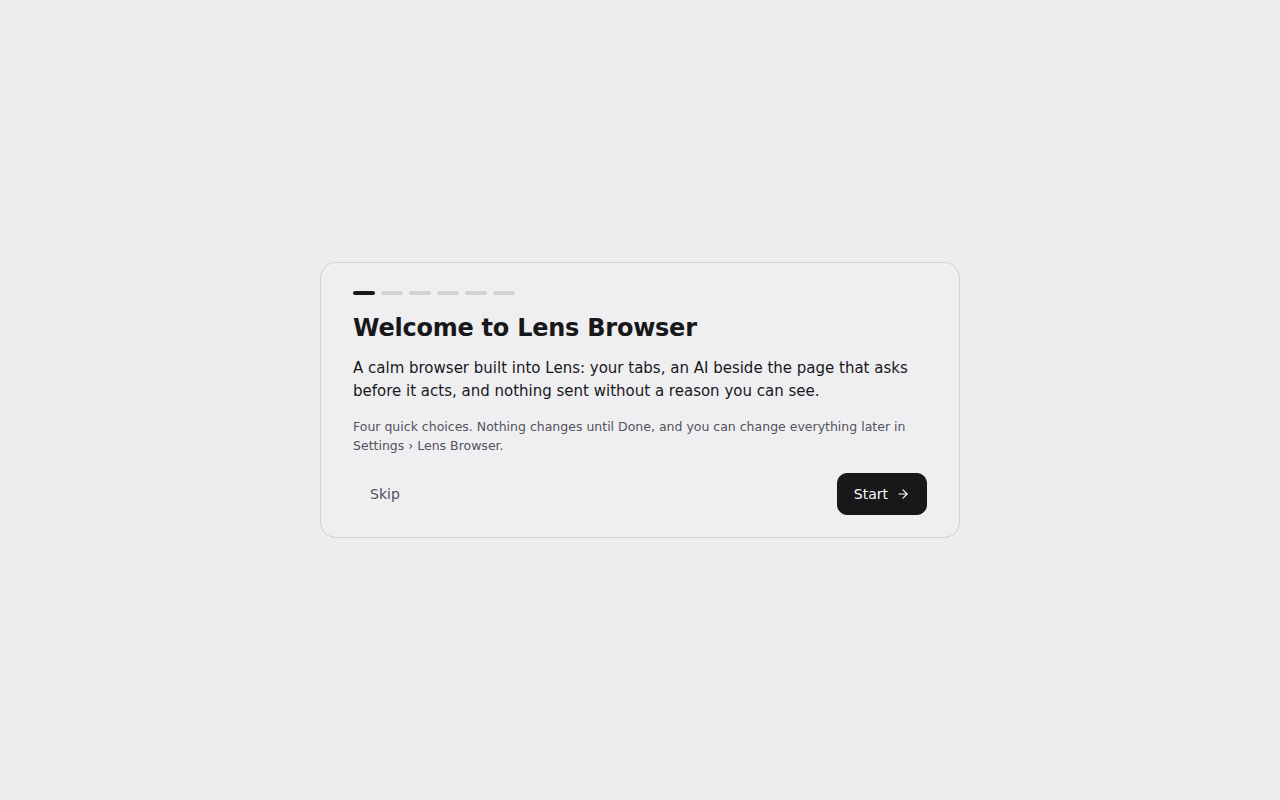 Welcome to Lens Browser
A calm browser built into Lens: your tabs, an AI beside the page that asks
before it acts, and nothing sent without a reason you can see.
Four quick choices. Nothing changes until Done, and you can change everything later in
Settings › Lens Browser.
Skip
Start →